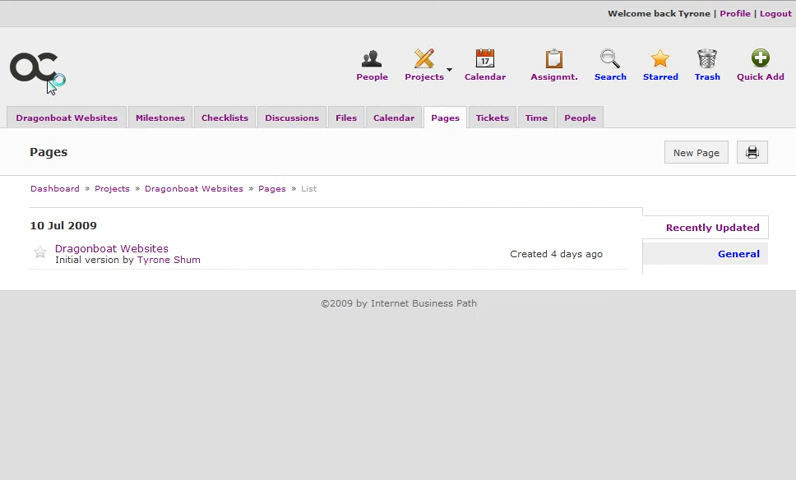 Welcome back Tyrone | Profile | Logout
OC
17
People Projects Calendar Assignmt. Search Starred Trash Quick Add
Dragonboat Websites Milestones Checklists Discussions Files Calendar Pages Tickets Time People
Pages
New Page
Dashboard » Projects » Dragonboat Websites » Pages » List
10 Jul 2009
Recently Updated
Dragonboat Websites
Initial version by Tyrone Shum
Created 4 days ago
General
©2009 by Internet Business Path